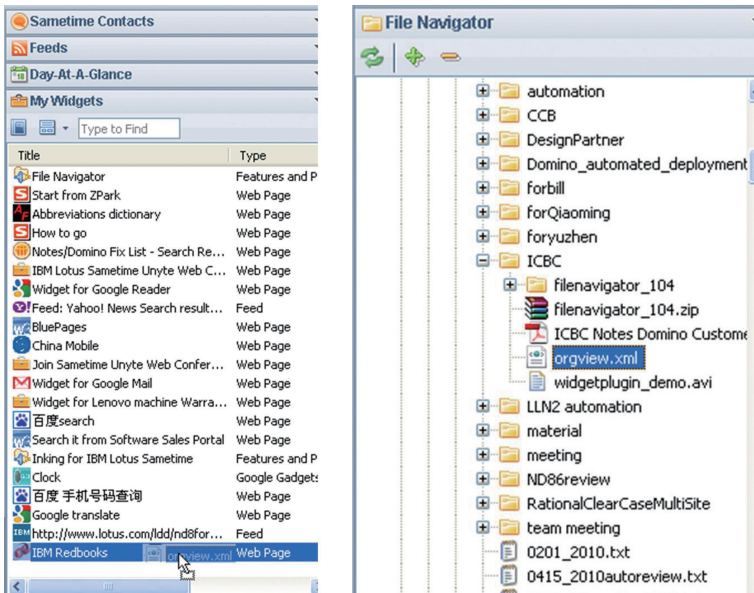 Sametime Contacts
Feeds
Day-At-A-Glance
My Widgets
Type to Find
Title Type
File Navigator Features and P
Start from ZPark Web Page
Abbreviations dictionary Web Page
How to go Web Page
Notes/Domino Fix List - Search Re... Web Page
IBM Lotus Sametime Unyte Web C... Web Page
Widget for Google Reader Web Page
Feed: Yahoo! News Search result... Feed
BluePages Web Page
China Mobile Web Page
Join Sametime Unyte Web Confer... Web Page
Widget for Google Mail Web Page
Widget for Lenovo machine Warra... Web Page
百度search Web Page
Search it from Software Sales Portal Web Page
Inking for IBM Lotus Sametime Features and P
Clock Google Gadgets
百度 手机号码查询 Web Page
Google translate Web Page
http://www.lotus.com/ldd/nd8for... Feed
IBM Redbooks orgview.xml Web Page
File Navigator
automation
CCB
DesignPartner
Domino_automated_deployment
forbill
forQiaoming
foryuzhen
ICBC
filenavigator_104
filenavigator_104.zip
ICBC Notes Domino Custome
orgview.xml
widgetplugin_demo.avi
LLN2 automation
material
meeting
ND86review
RationalClearCaseMultiSite
team meeting
0201_2010.txt
0415_2010autoreview.txt